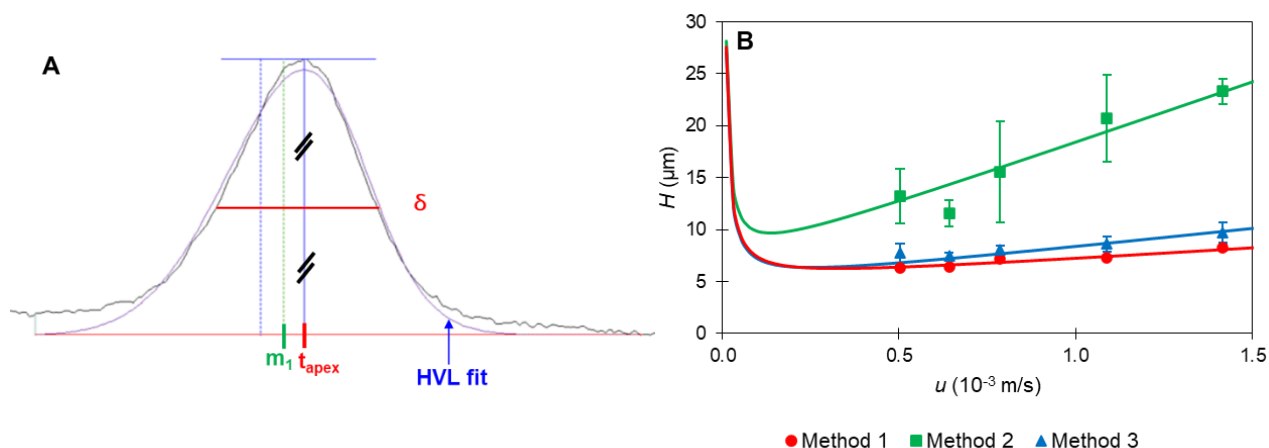 A
δ
m₁
t_apex
HVL fit
B
30
25
20
15
10
5
0
H (µm)
0.0
0.5
1.0
1.5
u (10⁻³ m/s)
Method 1
Method 2
Method 3